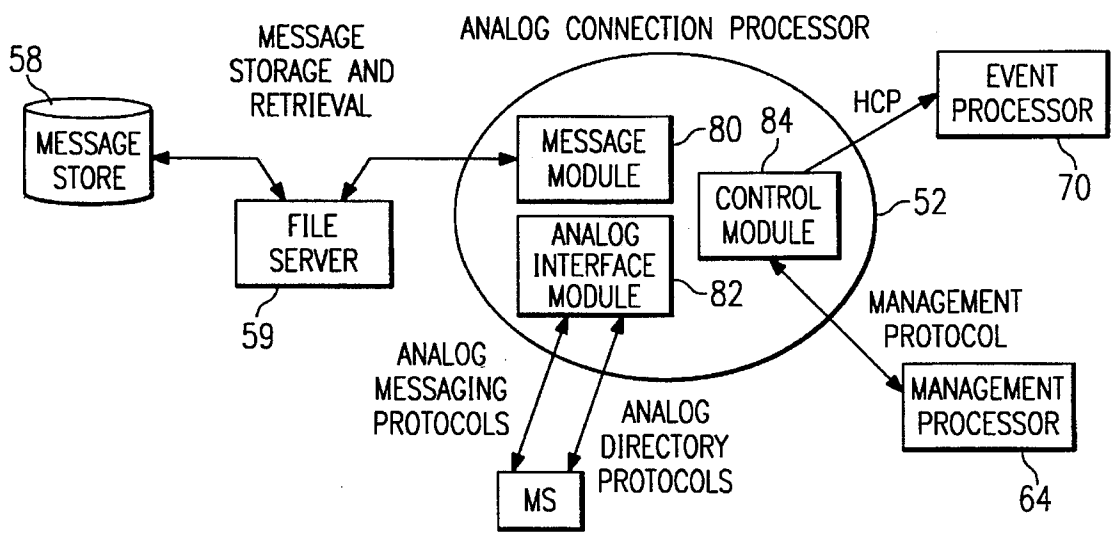 ANALOG CONNECTION PROCESSOR
MESSAGE
STORAGE AND
RETRIEVAL
58
MESSAGE
STORE
FILE
SERVER
59
MESSAGE
MODULE
80
ANALOG
INTERFACE
MODULE
82
84
CONTROL
MODULE
52
HCP
EVENT
PROCESSOR
70
MANAGEMENT
PROTOCOL
MANAGEMENT
PROCESSOR
64
ANALOG
MESSAGING
PROTOCOLS
ANALOG
DIRECTORY
PROTOCOLS
MS